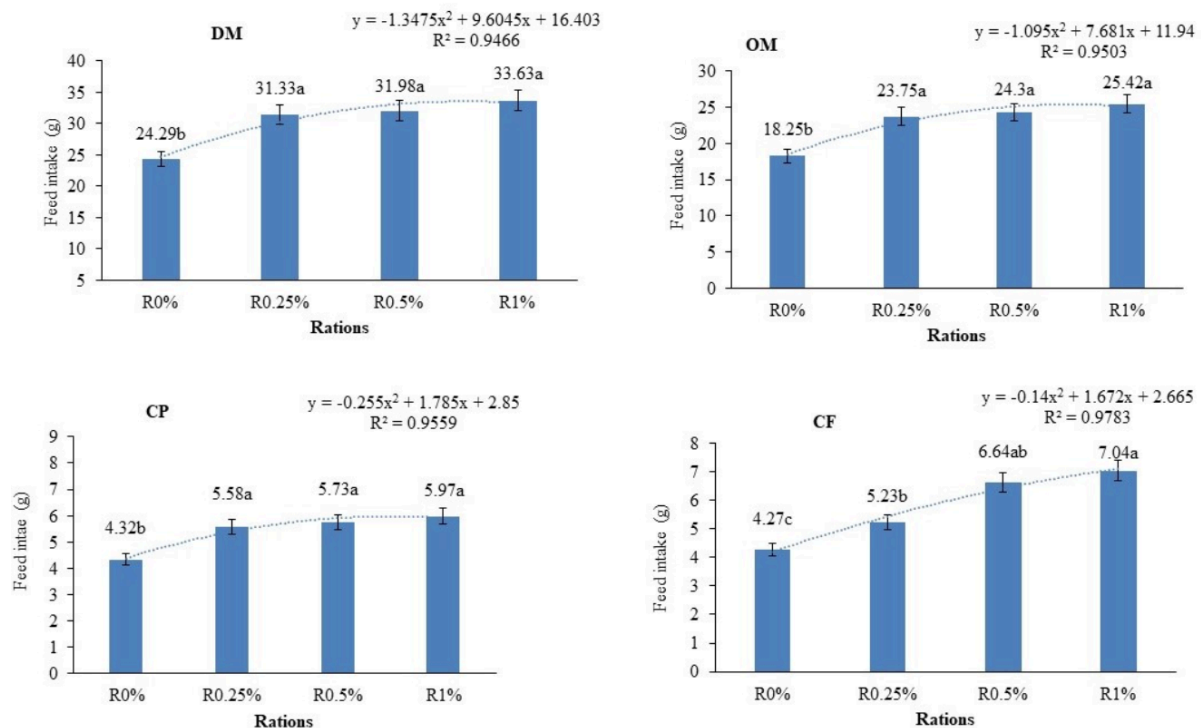 DM
y = -1.3475x² + 9.6045x + 16.403
R² = 0.9466
Feed intake (g)
40
35
30
25
20
15
10
5
24.29b
31.33a
31.98a
33.63a
R0%
R0.25%
R0.5%
R1%
Rations
OM
y = -1.095x² + 7.681x + 11.94
R² = 0.9503
Feed intake (g)
30
25
20
15
10
5
0
18.25b
23.75a
24.3a
25.42a
R0%
R0.25%
R0.5%
R1%
Rations
CP
y = -0.255x² + 1.785x + 2.85
R² = 0.9559
Feed intae (g)
9
8
7
6
5
4
3
2
1
0
4.32b
5.58a
5.73a
5.97a
R0%
R0.25%
R0.5%
R1%
Rations
CF
y = -0.14x² + 1.672x + 2.665
R² = 0.9783
Feed intake (g)
8
7
6
5
4
3
2
1
0
4.27c
5.23b
6.64ab
7.04a
R0%
R0.25%
R0.5%
R1%
Rations